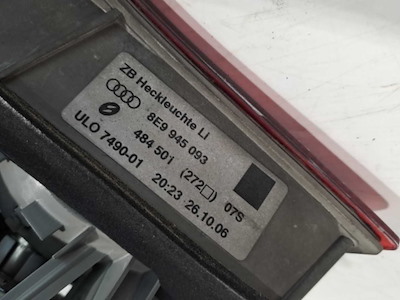 ZB Heckleuchte LI
8E9 945 093
484 501 (272□) 07S
ULO 7490-01 20:23 26.10.06